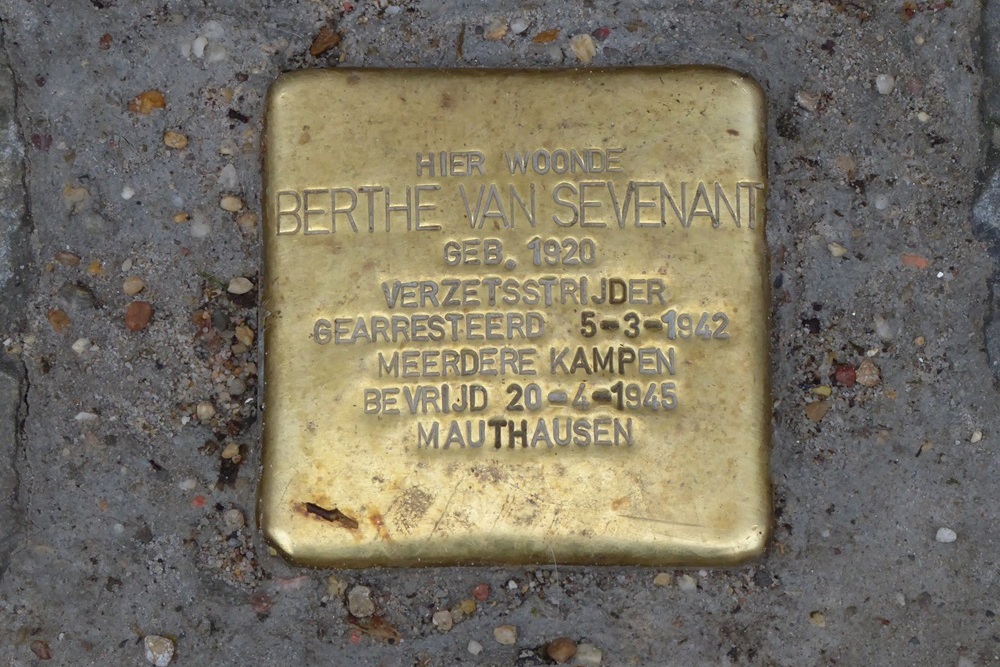 HIER WOONDE
BERTHE VAN SEVENANT
GEB. 1920
VERZETSSTRIJDER
GEARRESTEERD 5-3-1942
MEERDERE KAMPEN
BEVRIJD 20-4-1945
MAUTHAUSEN